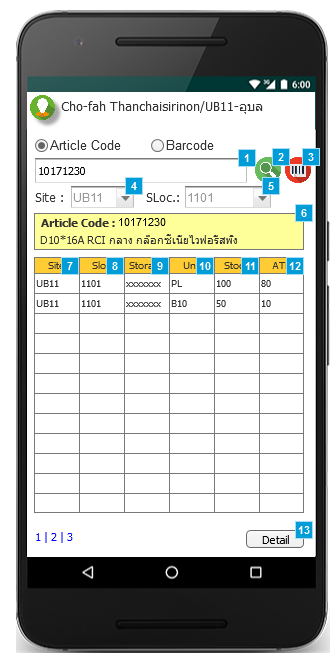 6:00
Cho-fah Thanchaisirinon/UB11-อุบล
Article Code Barcode
10171230 1 2 3
Site : UB11 4 SLoc.: 1101 5
6
Article Code : 10171230
D10*16A RCI กลาง กล๊อกซีเนียไวฟอรัสฟัง
Site 7 Slo 8 Stora 9 Un 10 Stoc 11 AT 12
UB11 1101 xxxxxxx PL 100 80
UB11 1101 xxxxxxx B10 50 10
13
1 | 2 | 3 Detail